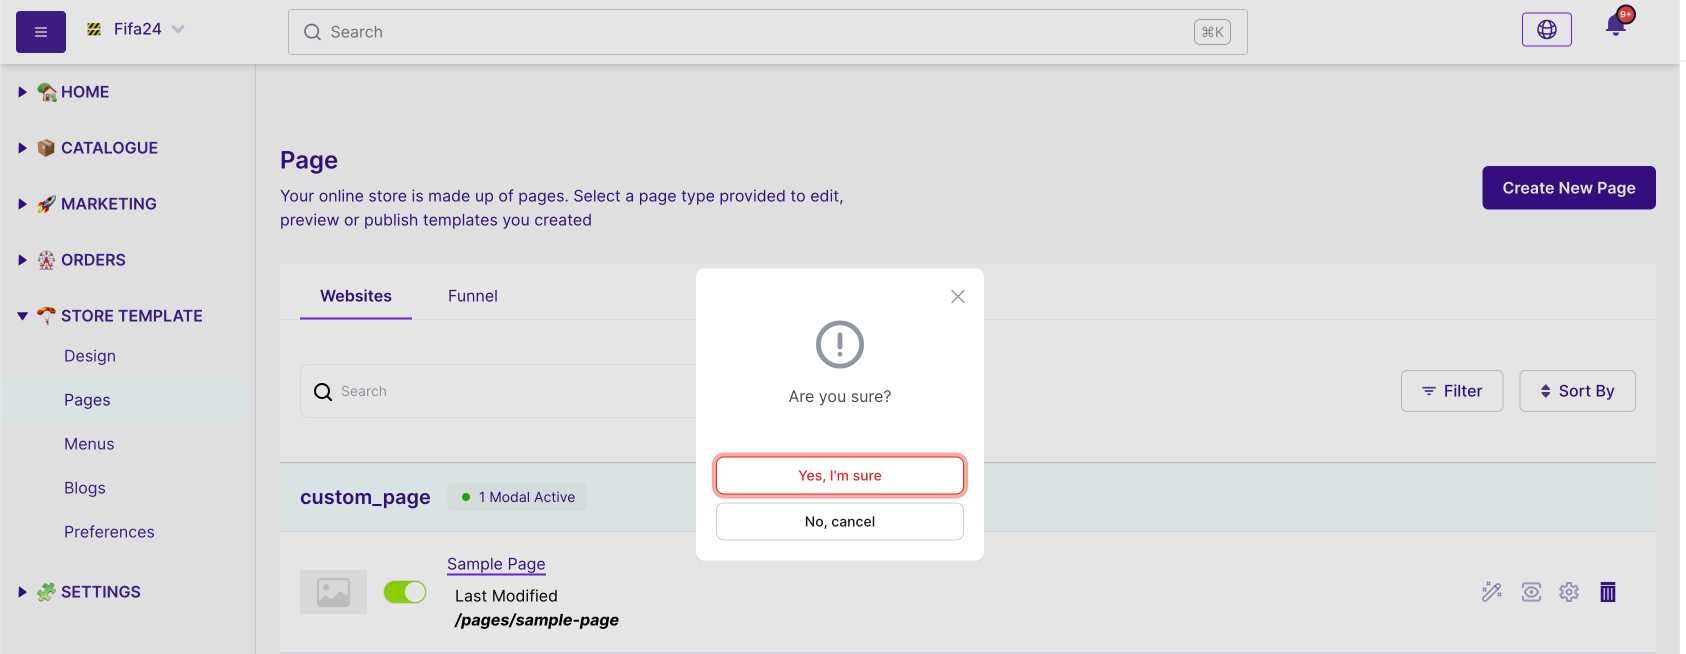 Fifa24
Search
⌘K
9+
HOME
CATALOGUE
MARKETING
ORDERS
STORE TEMPLATE
Design
Pages
Menus
Blogs
Preferences
SETTINGS
Page
Your online store is made up of pages. Select a page type provided to edit,
preview or publish templates you created
Create New Page
Websites
Funnel
Search
Filter
Sort By
custom_page
1 Modal Active
Sample Page
Last Modified
/pages/sample-page
Are you sure?
Yes, I'm sure
No, cancel